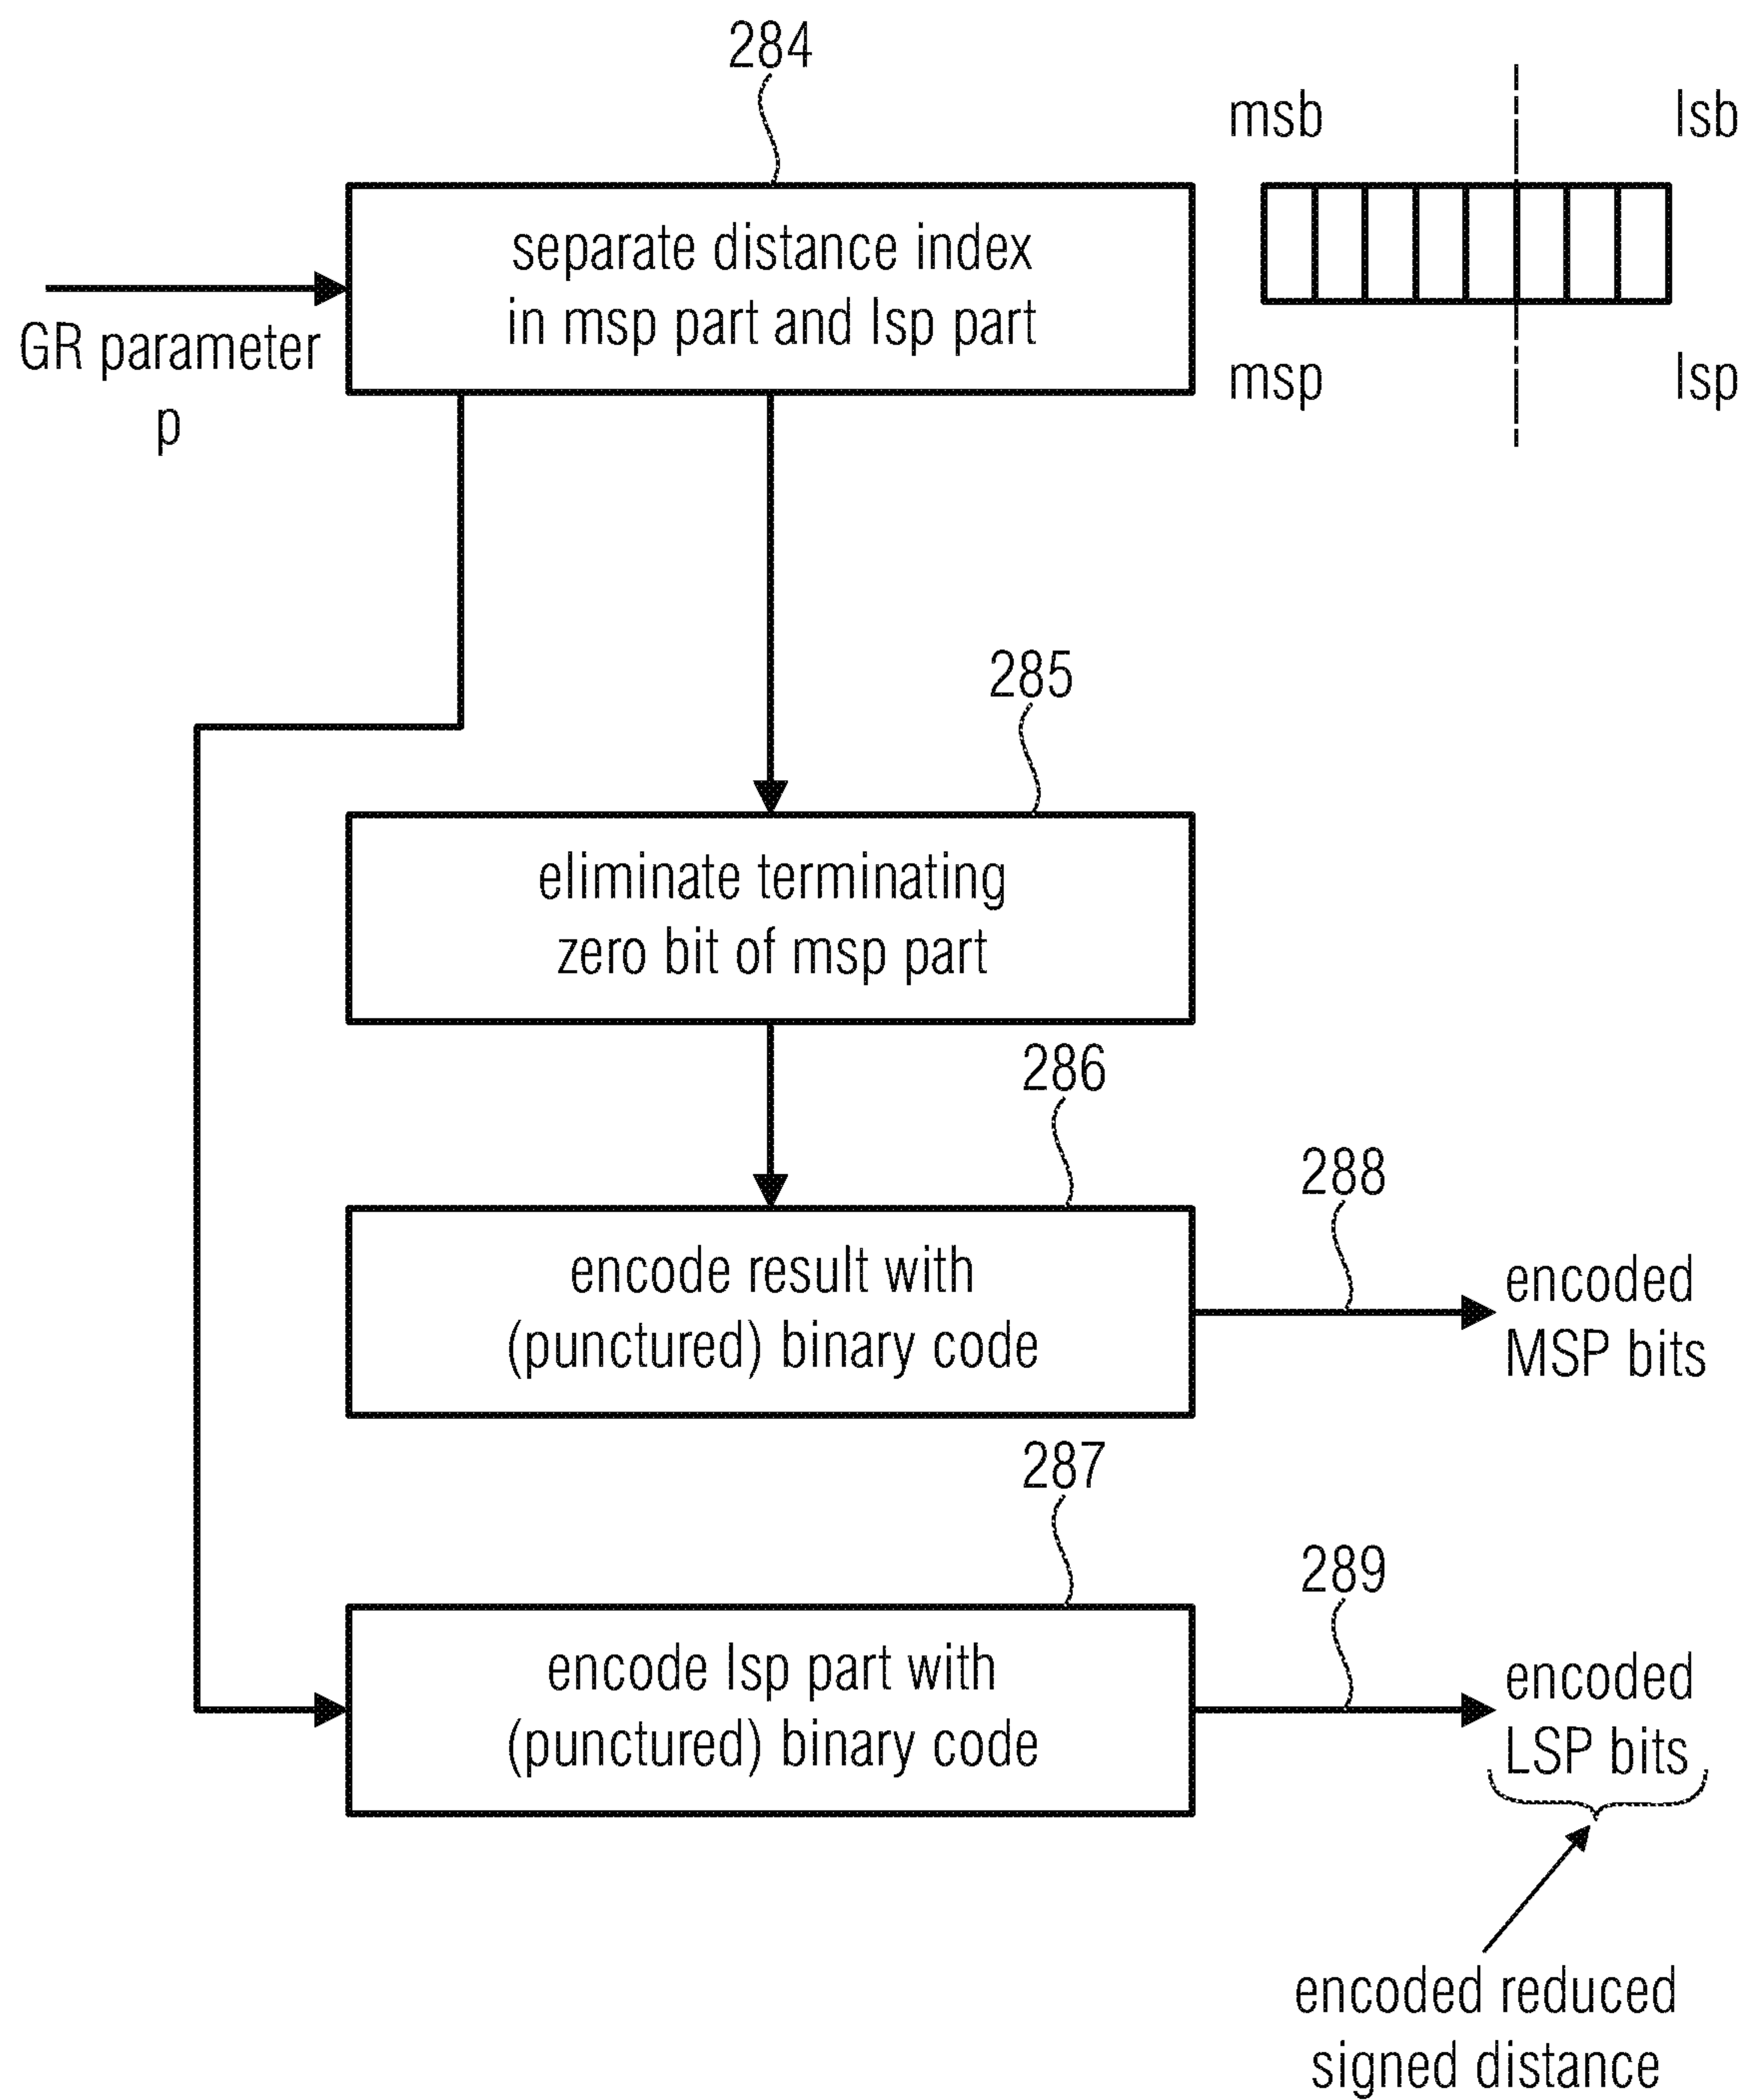 284
msb
lsb
separate distance index
in msp part and lsp part
GR parameter
p
msp
lsp
285
eliminate terminating
zero bit of msp part
286
encode result with
(punctured) binary code
288
encoded
MSP bits
287
encode lsp part with
(punctured) binary code
289
encoded
LSP bits
encoded reduced
signed distance